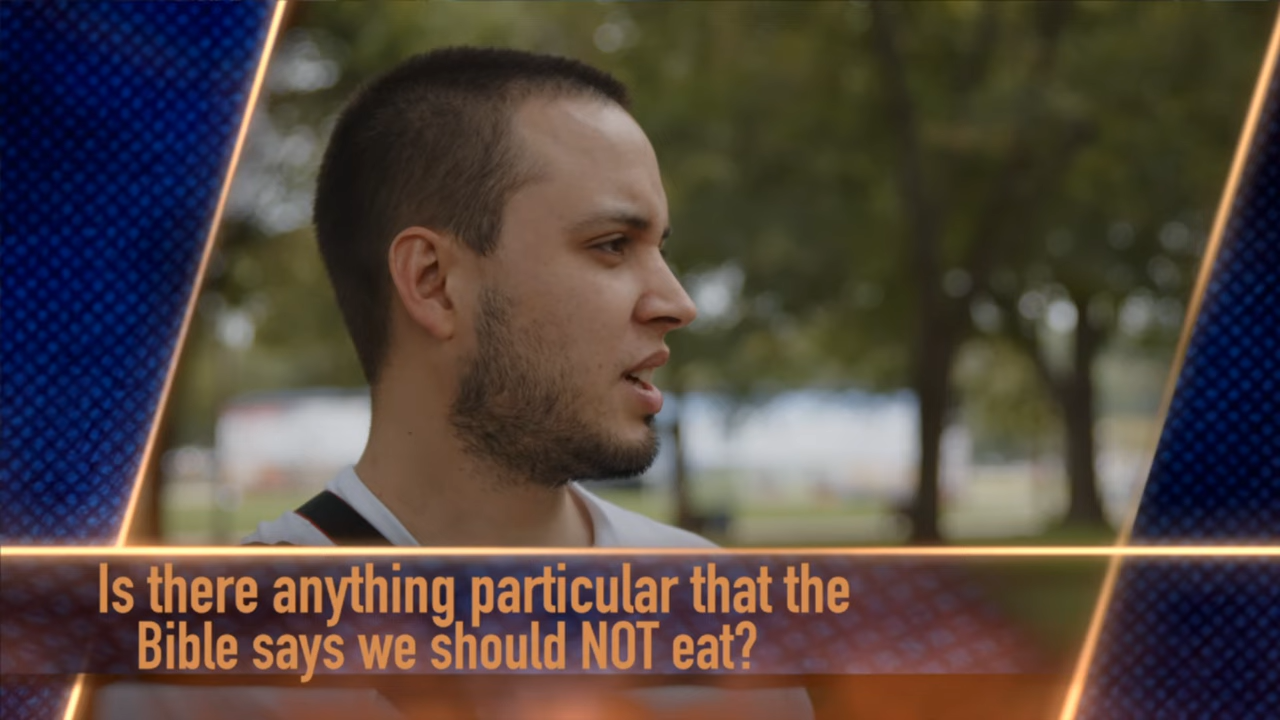 Is there anything particular that the
Bible says we should NOT eat?